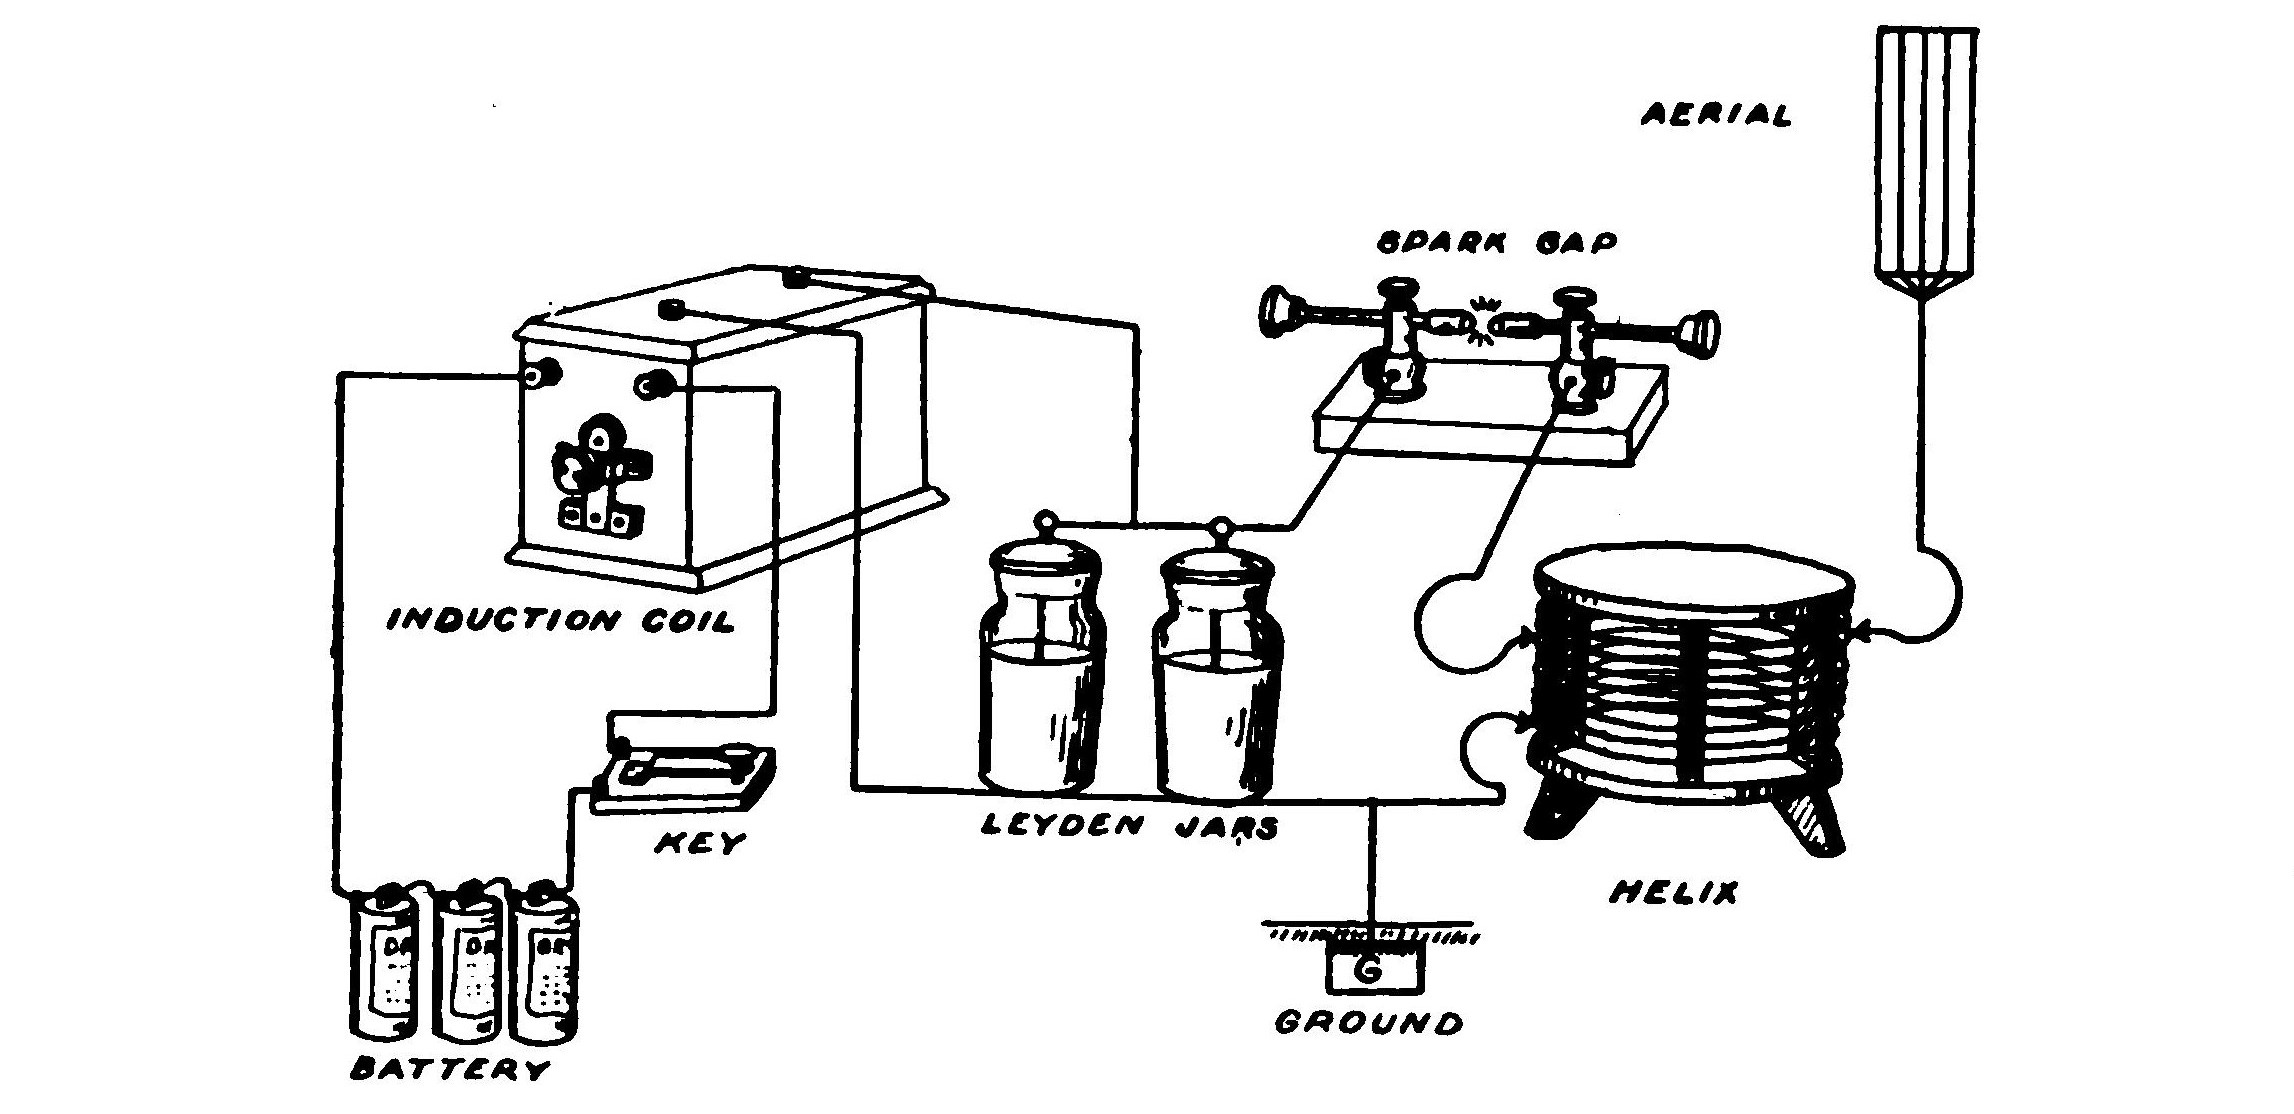 AERIAL
SPARK GAP
INDUCTION COIL
LEYDEN JARS
KEY
HELIX
G
GROUND
BATTERY